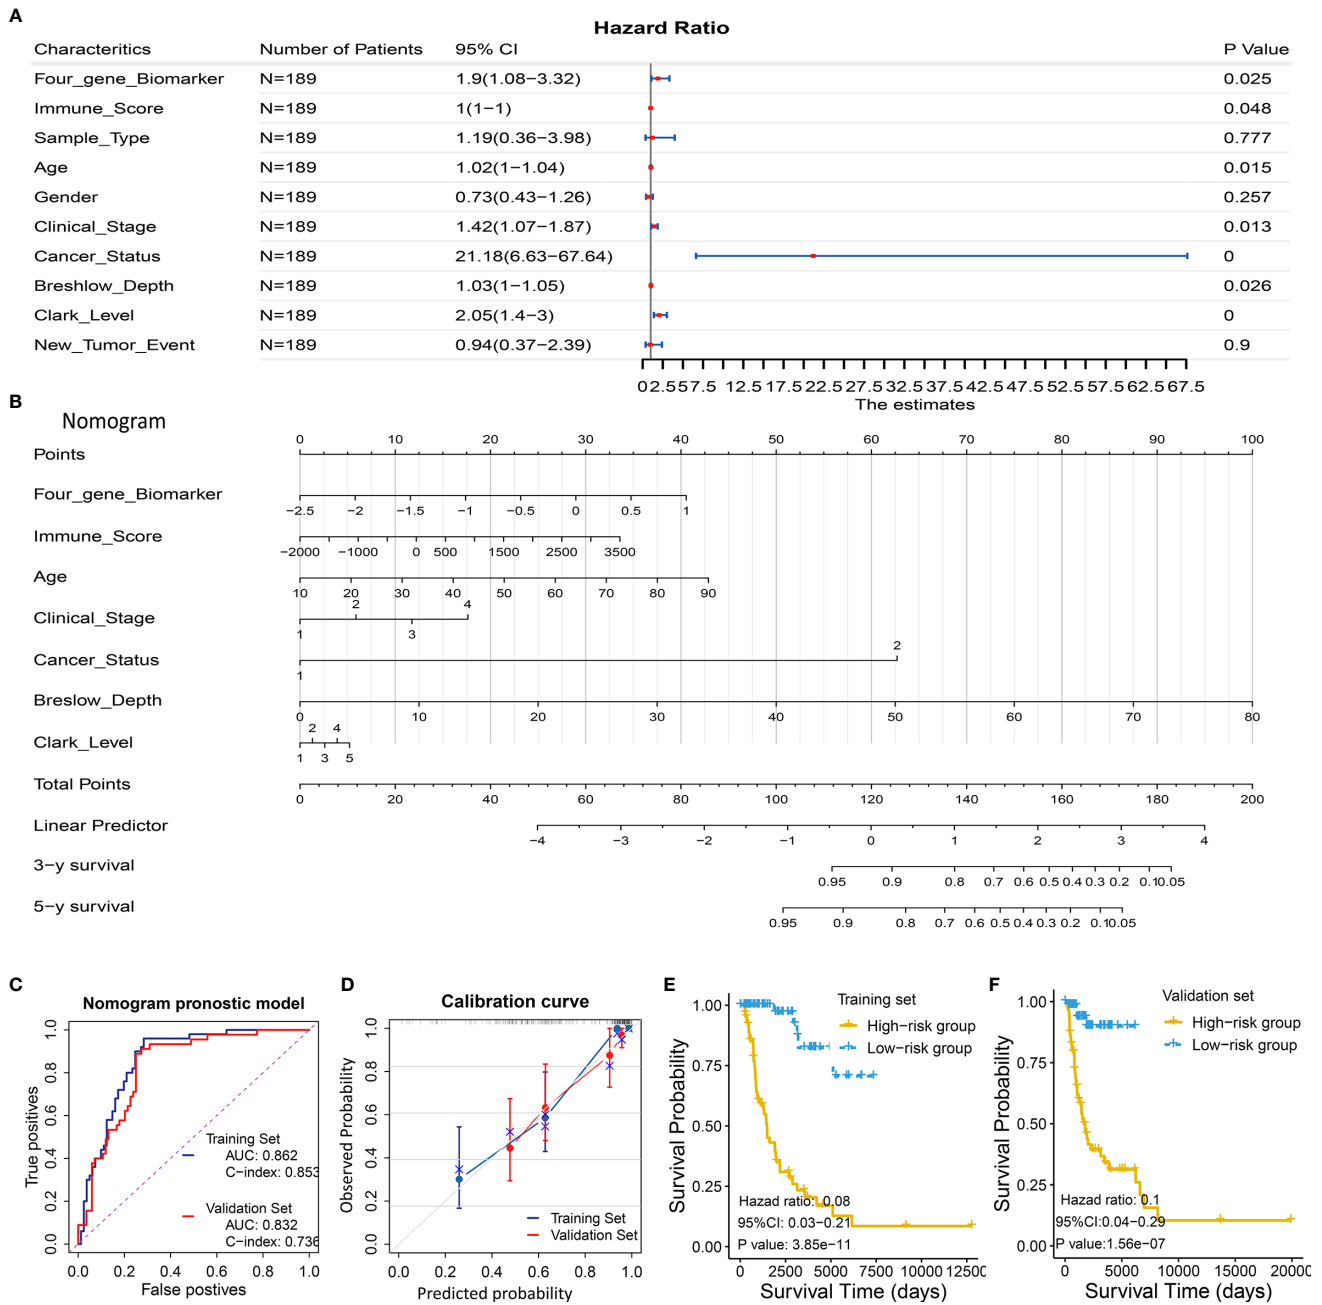 A
Hazard Ratio
Characteritics Number of Patients 95% CI P Value
Four_gene_Biomarker N=189 1.9(1.08−3.32) 0.025
Immune_Score N=189 1(1−1) 0.048
Sample_Type N=189 1.19(0.36−3.98) 0.777
Age N=189 1.02(1−1.04) 0.015
Gender N=189 0.73(0.43−1.26) 0.257
Clinical_Stage N=189 1.42(1.07−1.87) 0.013
Cancer_Status N=189 21.18(6.63−67.64) 0
Breshlow_Depth N=189 1.03(1−1.05) 0.026
Clark_Level N=189 2.05(1.4−3) 0
New_Tumor_Event N=189 0.94(0.37−2.39) 0.9
0 2.5 5 7.5 12.5 17.5 22.5 27.5 32.5 37.5 42.5 47.5 52.5 57.5 62.5 67.5
The estimates
B
Nomogram
0 10 20 30 40 50 60 70 80 90 100
Points
Four_gene_Biomarker
−2.5 −2 −1.5 −1 −0.5 0 0.5 1
Immune_Score
−2000 −1000 0 500 1500 2500 3500
Age
10 20 30 40 50 60 70 80 90
2 4
Clinical_Stage
1 3
2
Cancer_Status
1
Breslow_Depth
0 10 20 30 40 50 60 70 80
2 4
Clark_Level
1 3 5
Total Points
0 20 40 60 80 100 120 140 160 180 200
Linear Predictor
−4 −3 −2 −1 0 1 2 3 4
3−y survival
0.95 0.9 0.8 0.7 0.6 0.5 0.4 0.3 0.2 0.1 0.05
5−y survival
0.95 0.9 0.8 0.7 0.6 0.5 0.4 0.3 0.2 0.1 0.05
C
Nomogram pronostic model
True positives
1.0
0.8
0.6
0.4
0.2
0.0
Training Set
AUC: 0.862
C-index: 0.853
Validation Set
AUC: 0.832
C-index: 0.736
0.0 0.2 0.4 0.6 0.8 1.0
False postives
D
Calibration curve
Observed Probability
1.0
0.8
0.6
0.4
0.2
0.0
Training Set
Validation Set
0.0 0.2 0.4 0.6 0.8 1.0
Predicted probability
E
Training set
High−risk group
Low−risk group
Survival Probability
1.00
0.75
0.50
0.25
0.00
Hazad ratio: 0.08
95%CI: 0.03−0.21
P value: 3.85e−11
0 2500 5000 7500 10000
Survival Time (days)
F
Validation set
High−risk group
Low−risk group
Survival Probability
1.00
0.75
0.50
0.25
0.00
Hazad ratio: 0.1
95%CI:0.04−0.29
P value:1.56e−07
0 5000 10000 15000
Survival Time (days)